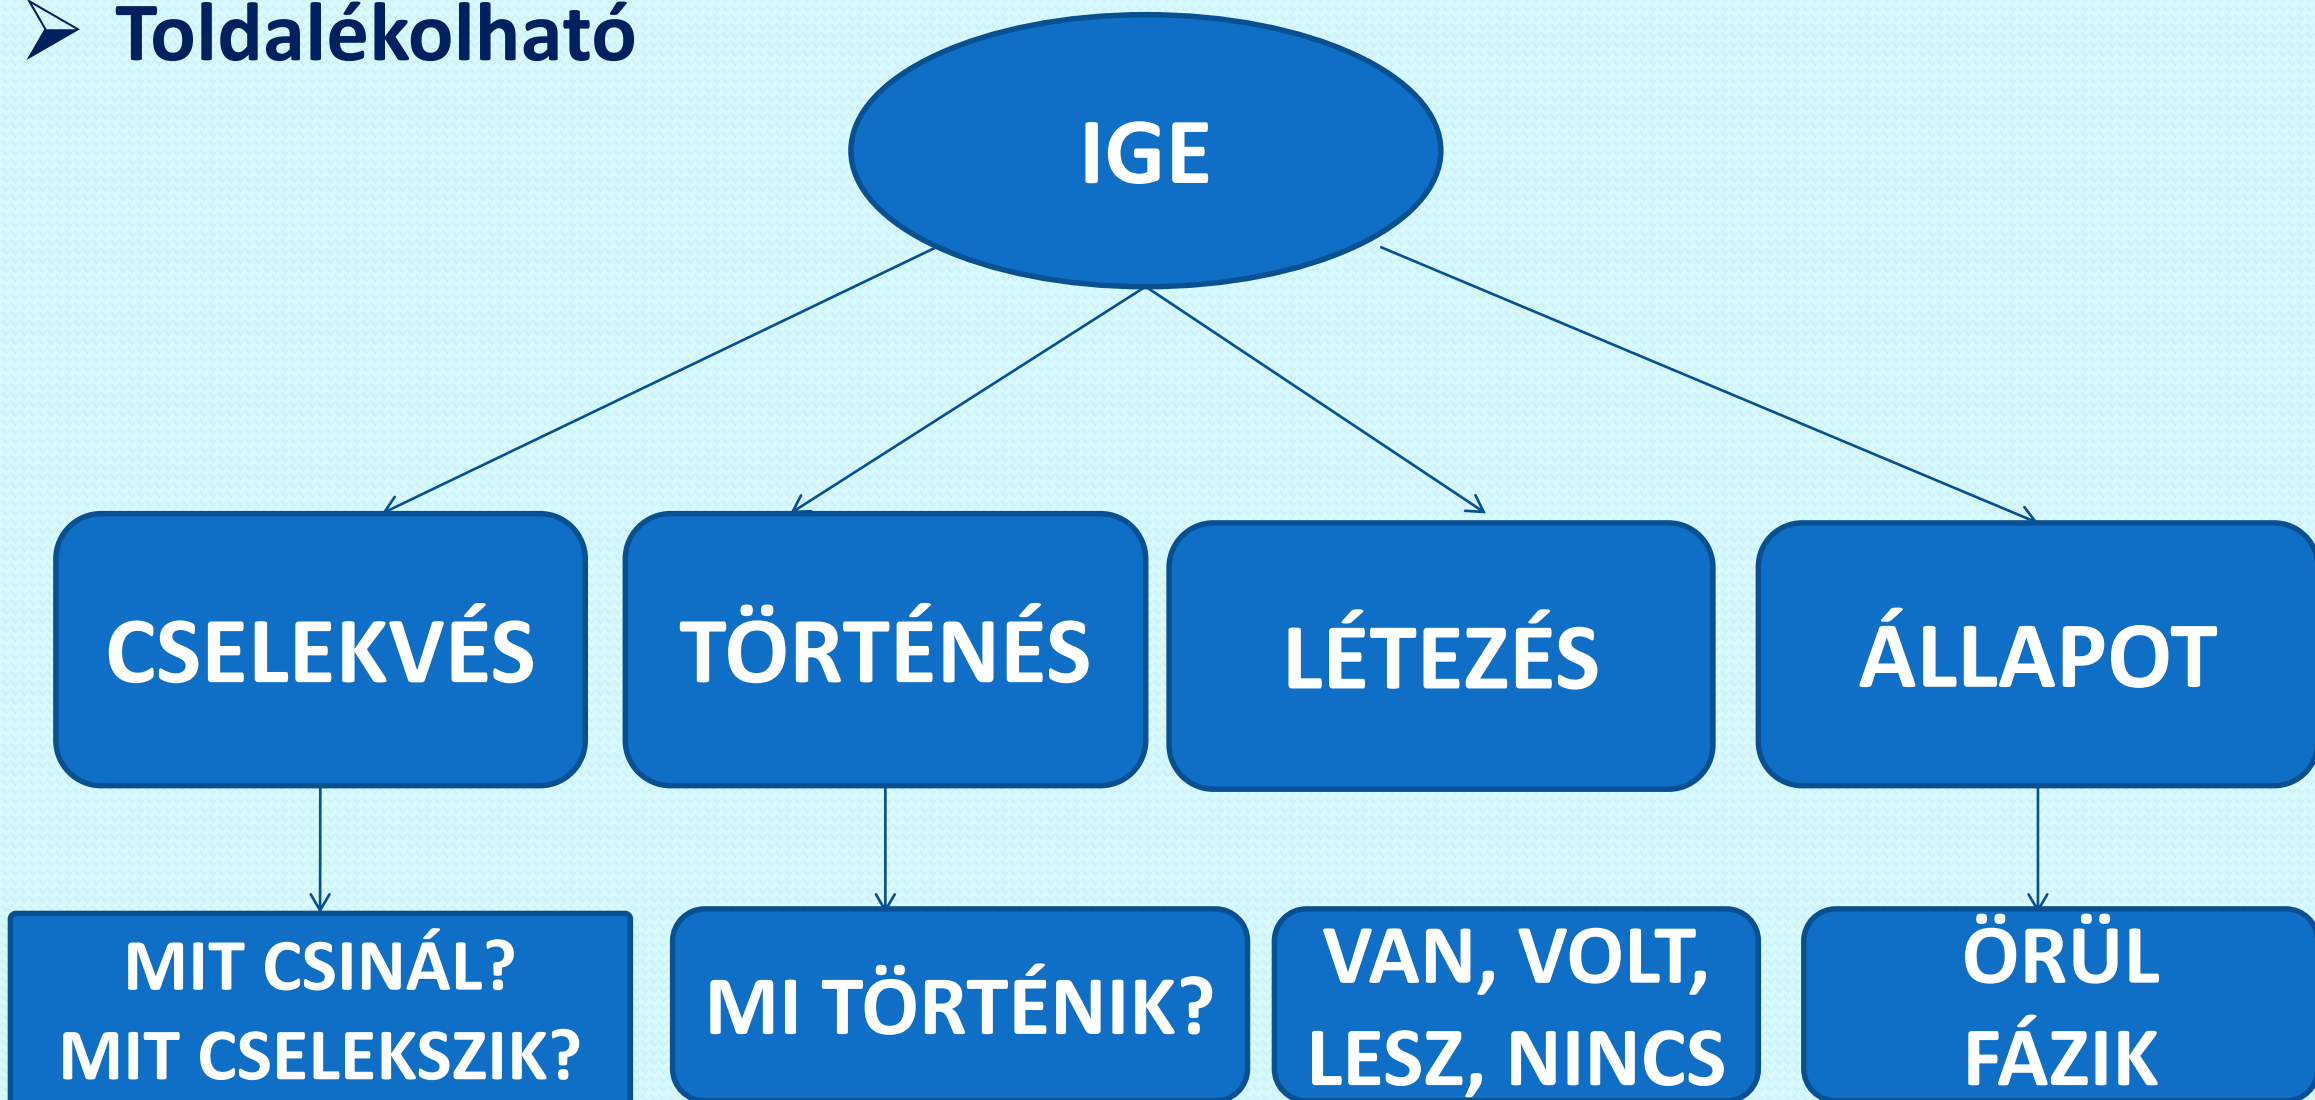 Toldalékolható
IGE
CSELEKVÉS
TÖRTÉNÉS
LÉTEZÉS
ÁLLAPOT
MIT CSINÁL?
MIT CSELEKSZIK?
MI TÖRTÉNIK?
VAN, VOLT,
LESZ, NINCS
ÖRÜL
FÁZIK